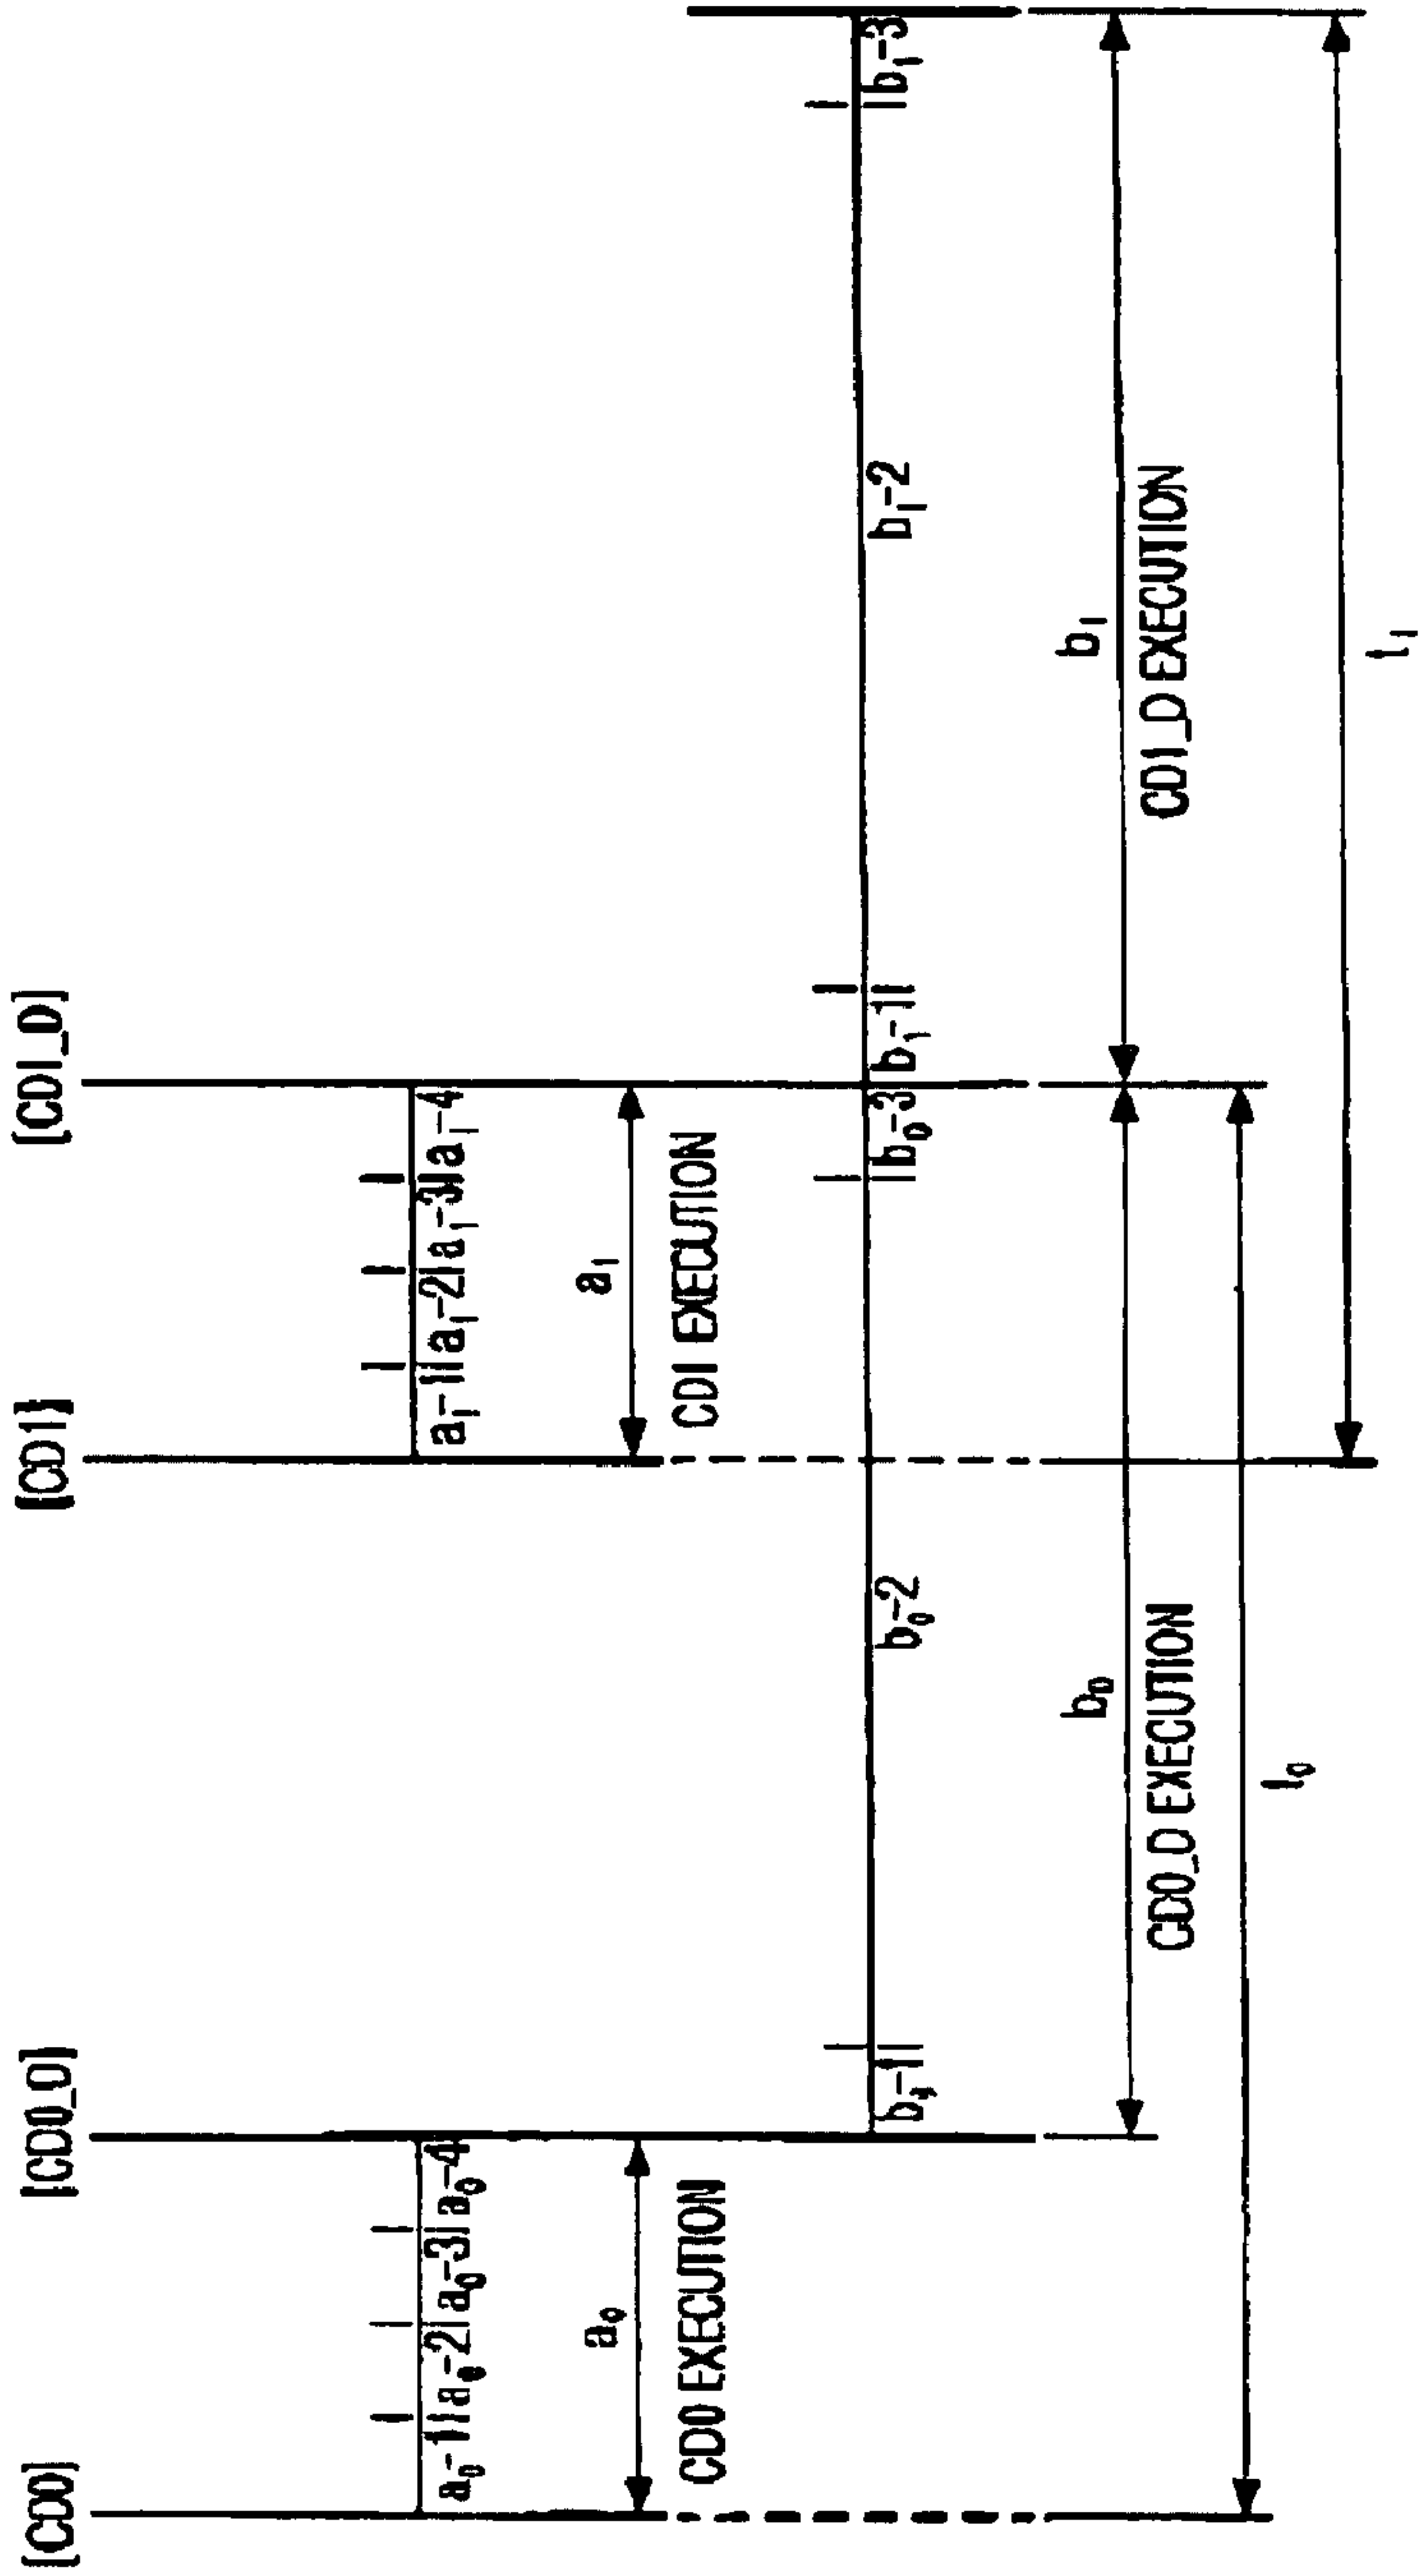 [CD0]
[CD0_D]
[CD1]
[CD1_D]
a₀-1
a₀-2
a₀-3
a₀-4
a₁-1
a₁-2
a₁-3
a₁-4
a₀
CD0 EXECUTION
a₁
CD1 EXECUTION
b₀-2
b₀-3
b₁-1
b₁-2
b₁-3
b₀
CD0_D EXECUTION
b₁
CD1_D EXECUTION
t₀
t₁